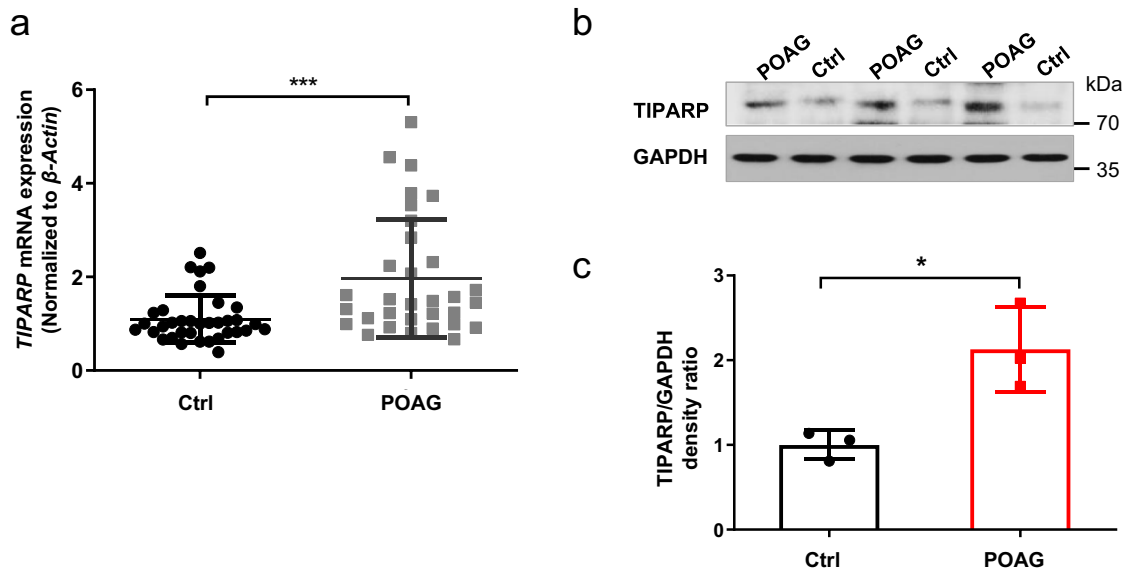 a
TIPARP mRNA expression
(Normalized to β-Actin)
6
4
2
0
***
Ctrl
POAG
b
POAG Ctrl POAG Ctrl POAG Ctrl
kDa
TIPARP
70
GAPDH
35
c
TIPARP/GAPDH
density ratio
3
2
1
0
*
Ctrl
POAG